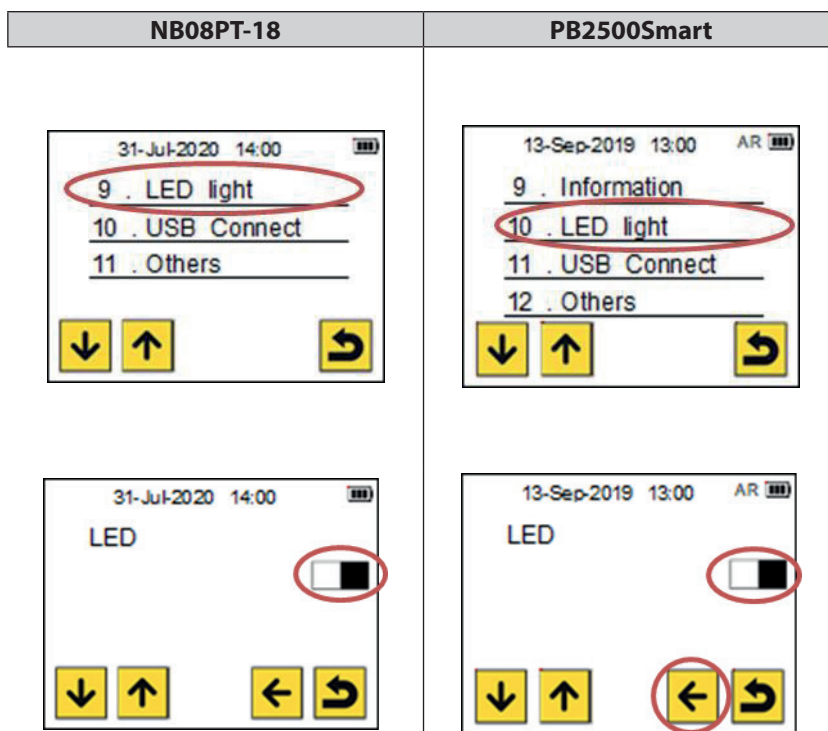 NB08PT-18
PB2500Smart
31-Jul-2020 14:00
9 . LED light
10 . USB Connect
11 . Others
13-Sep-2019 13:00 AR
9 . Information
10 . LED light
11 . USB Connect
12 . Others
31-Jul-2020 14:00
LED
13-Sep-2019 13:00 AR
LED